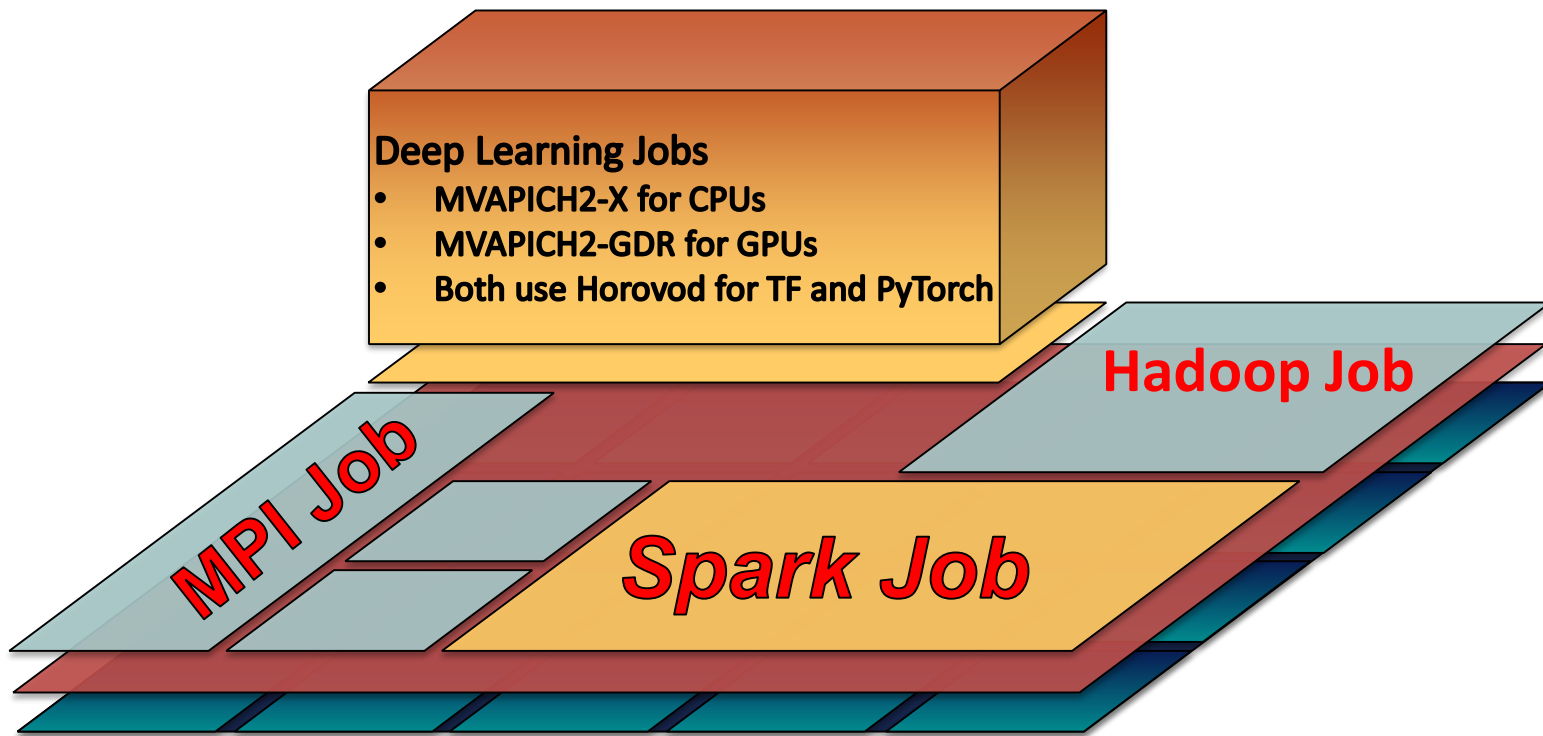 Deep Learning Jobs
• MVAPICH2-X for CPUs
• MVAPICH2-GDR for GPUs
• Both use Horovod for TF and PyTorch
Hadoop Job
MPI Job
Spark Job